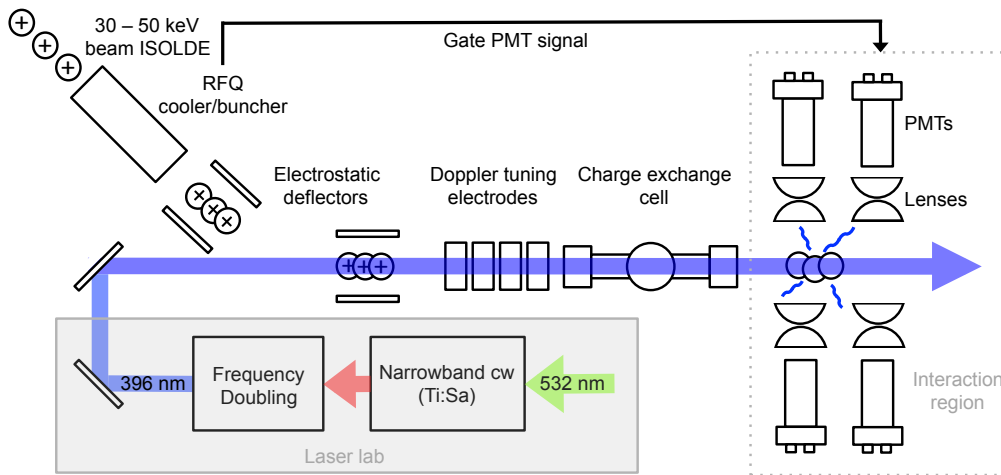 30 – 50 keV
beam ISOLDE
RFQ
cooler/buncher
Gate PMT signal
PMTs
Electrostatic
deflectors
Doppler tuning
electrodes
Charge exchange
cell
Lenses
+
+
+
+
+
+
+
+
+
396 nm
Frequency
Doubling
Narrowband cw
(Ti:Sa)
532 nm
Interaction
region
Laser lab